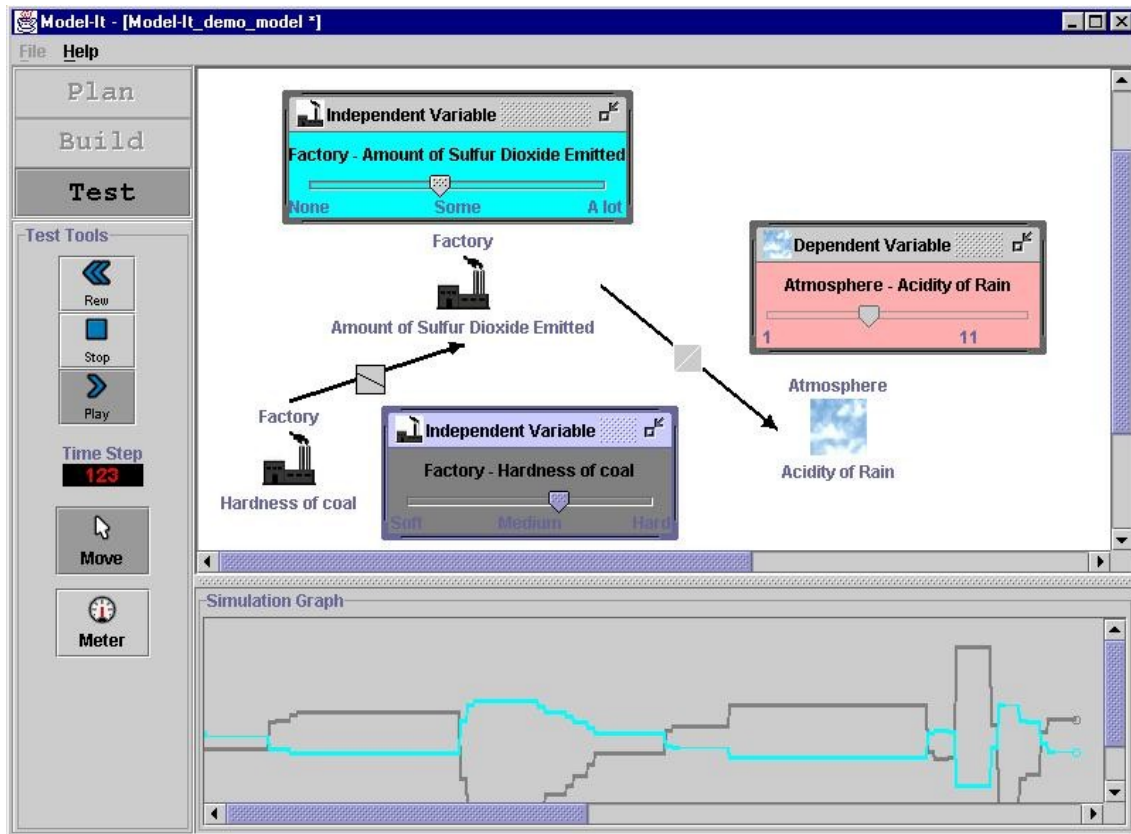 Model-It - [Model-It_demo_model *]
File Help
Plan
Build
Test
Test Tools
Rew
Stop
Play
Time Step
123
Move
Meter
Independent Variable
Factory - Amount of Sulfur Dioxide Emitted
None Some A lot
Factory
Amount of Sulfur Dioxide Emitted
Dependent Variable
Atmosphere - Acidity of Rain
1 11
Atmosphere
Acidity of Rain
Factory
Hardness of coal
Independent Variable
Factory - Hardness of coal
Soft Medium Hard
Simulation Graph